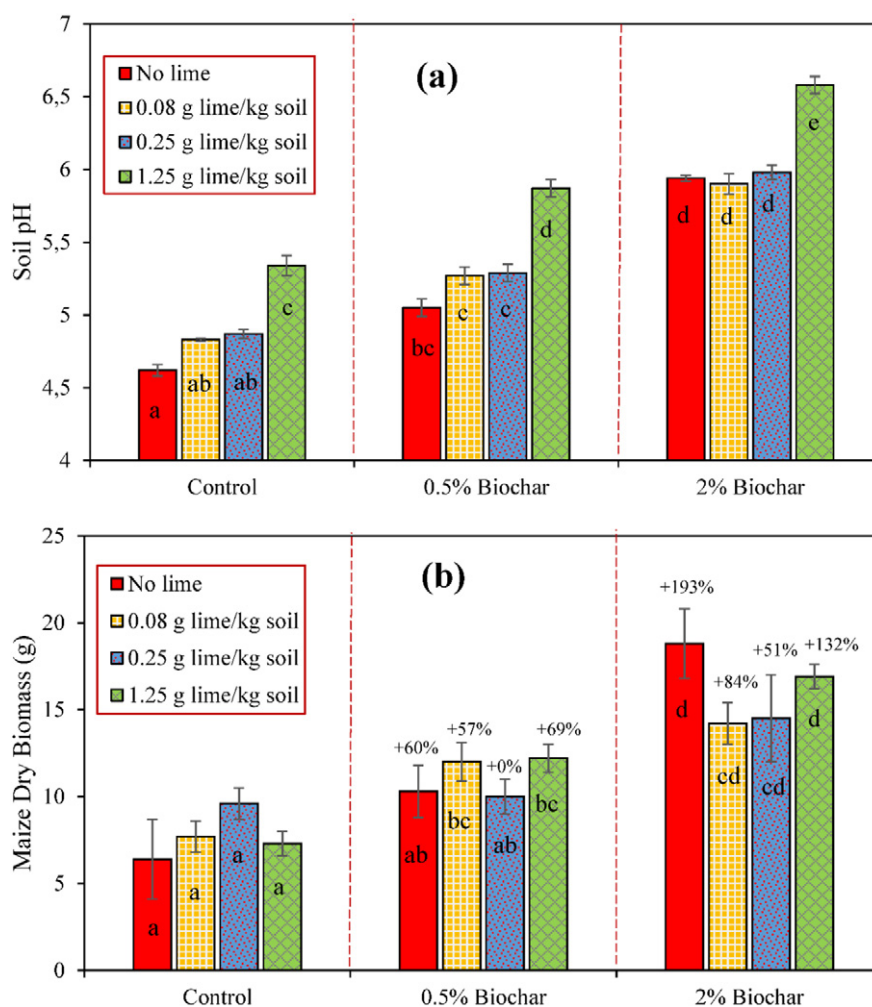 7
6,5
6
5,5
5
4,5
4
Soil pH
(a)
No lime
0.08 g lime/kg soil
0.25 g lime/kg soil
1.25 g lime/kg soil
a
ab
ab
c
bc
c
c
d
d
d
d
e
Control
0.5% Biochar
2% Biochar
25
20
15
10
5
0
Maize Dry Biomass (g)
(b)
No lime
0.08 g lime/kg soil
0.25 g lime/kg soil
1.25 g lime/kg soil
a
a
a
a
+60%
+57%
+0%
+69%
ab
bc
ab
bc
+193%
+84%
+51%
+132%
d
cd
cd
d
Control
0.5% Biochar
2% Biochar